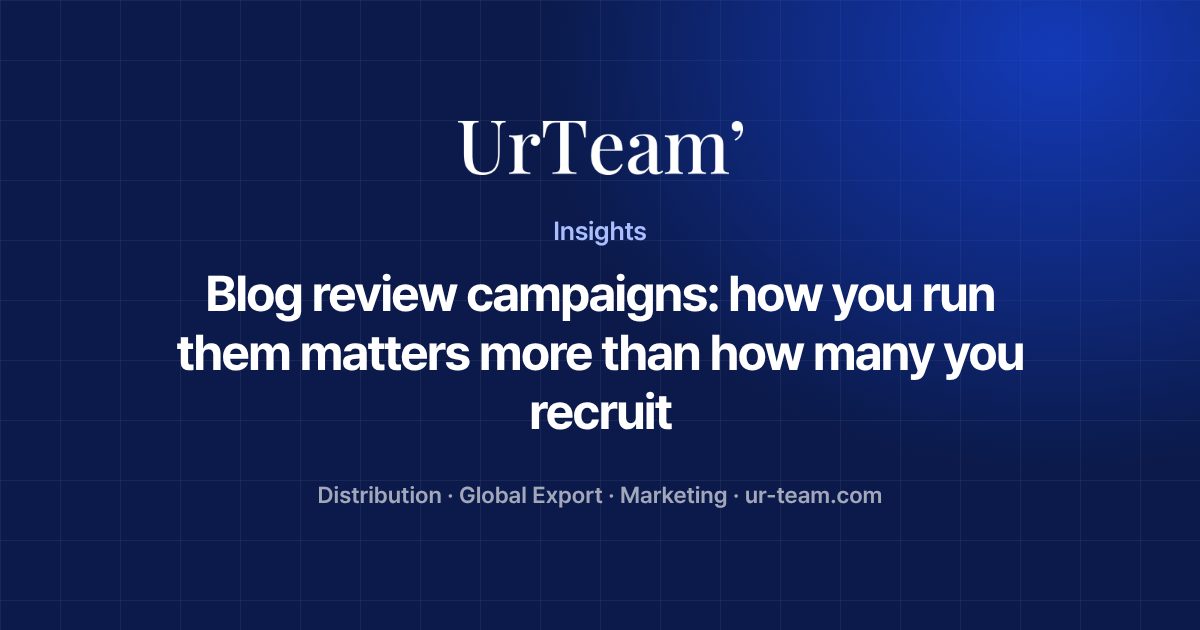 UrTeam’
Insights
Blog review campaigns: how you run
them matters more than how many you
recruit
Distribution · Global Export · Marketing · ur-team.com